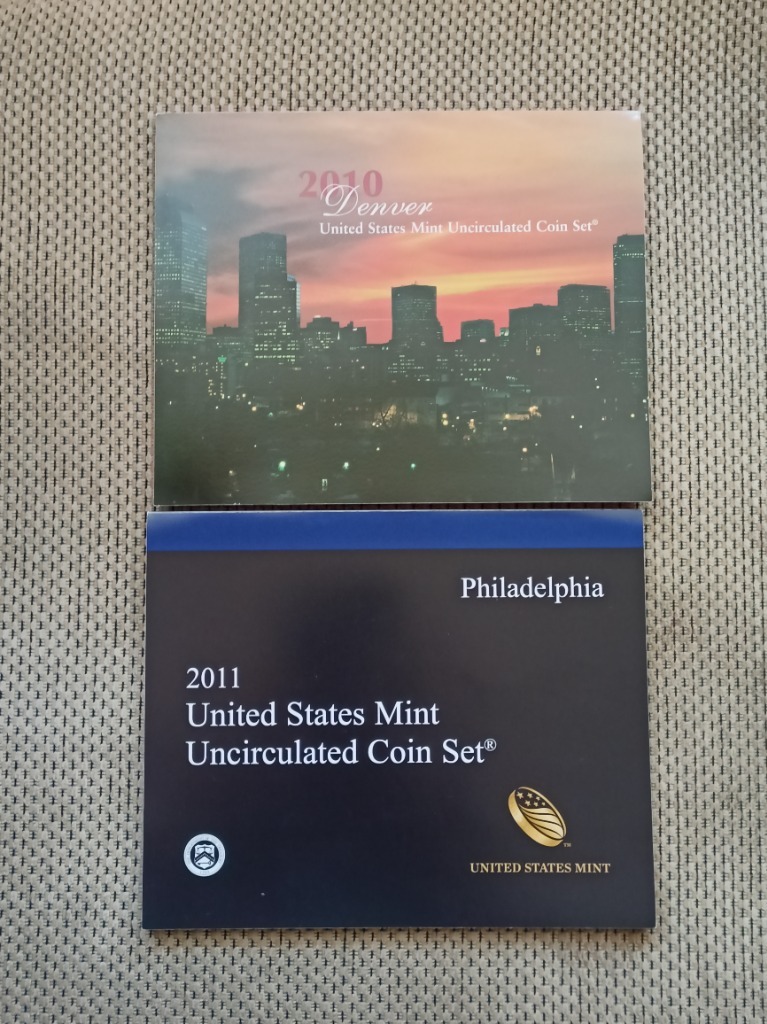 2010
Denver
United States Mint Uncirculated Coin Set®
Philadelphia
2011
United States Mint
Uncirculated Coin Set®
™
UNITED STATES MINT